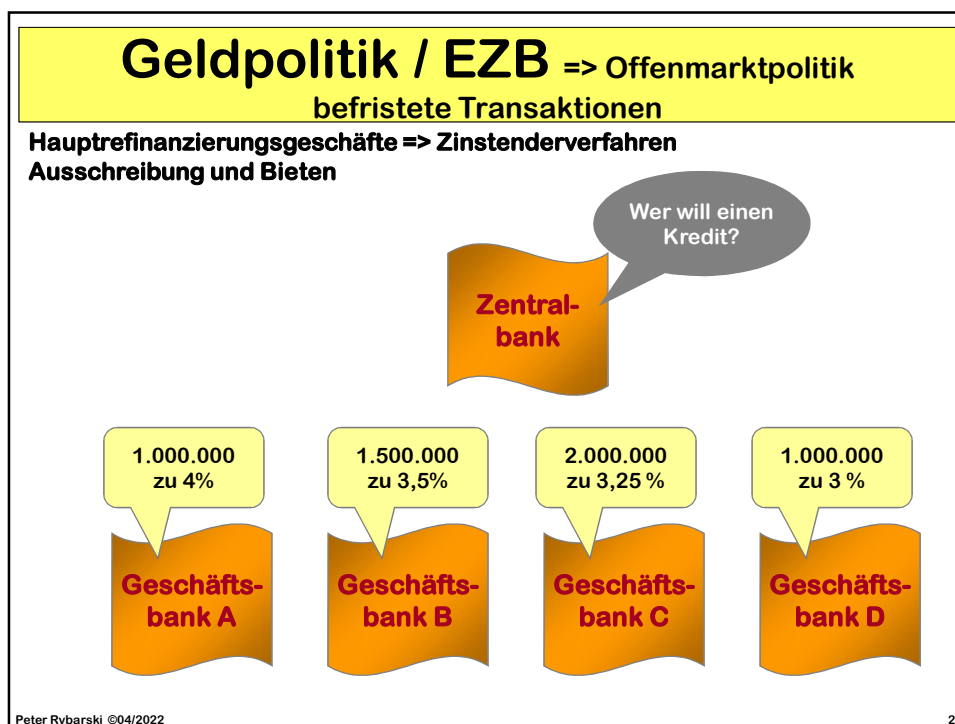 Geldpolitik / EZB => Offenmarktpolitik
befristete Transaktionen
Hauptrefinanzierungsgeschäfte => Zinstenderverfahren
Ausschreibung und Bieten
Wer will einen
Kredit?
Zentral-
bank
1.000.000
zu 4%
1.500.000
zu 3,5%
2.000.000
zu 3,25 %
1.000.000
zu 3 %
Geschäfts-
bank A
Geschäfts-
bank B
Geschäfts-
bank C
Geschäfts-
bank D
Peter Rybarski ©04/2022
2